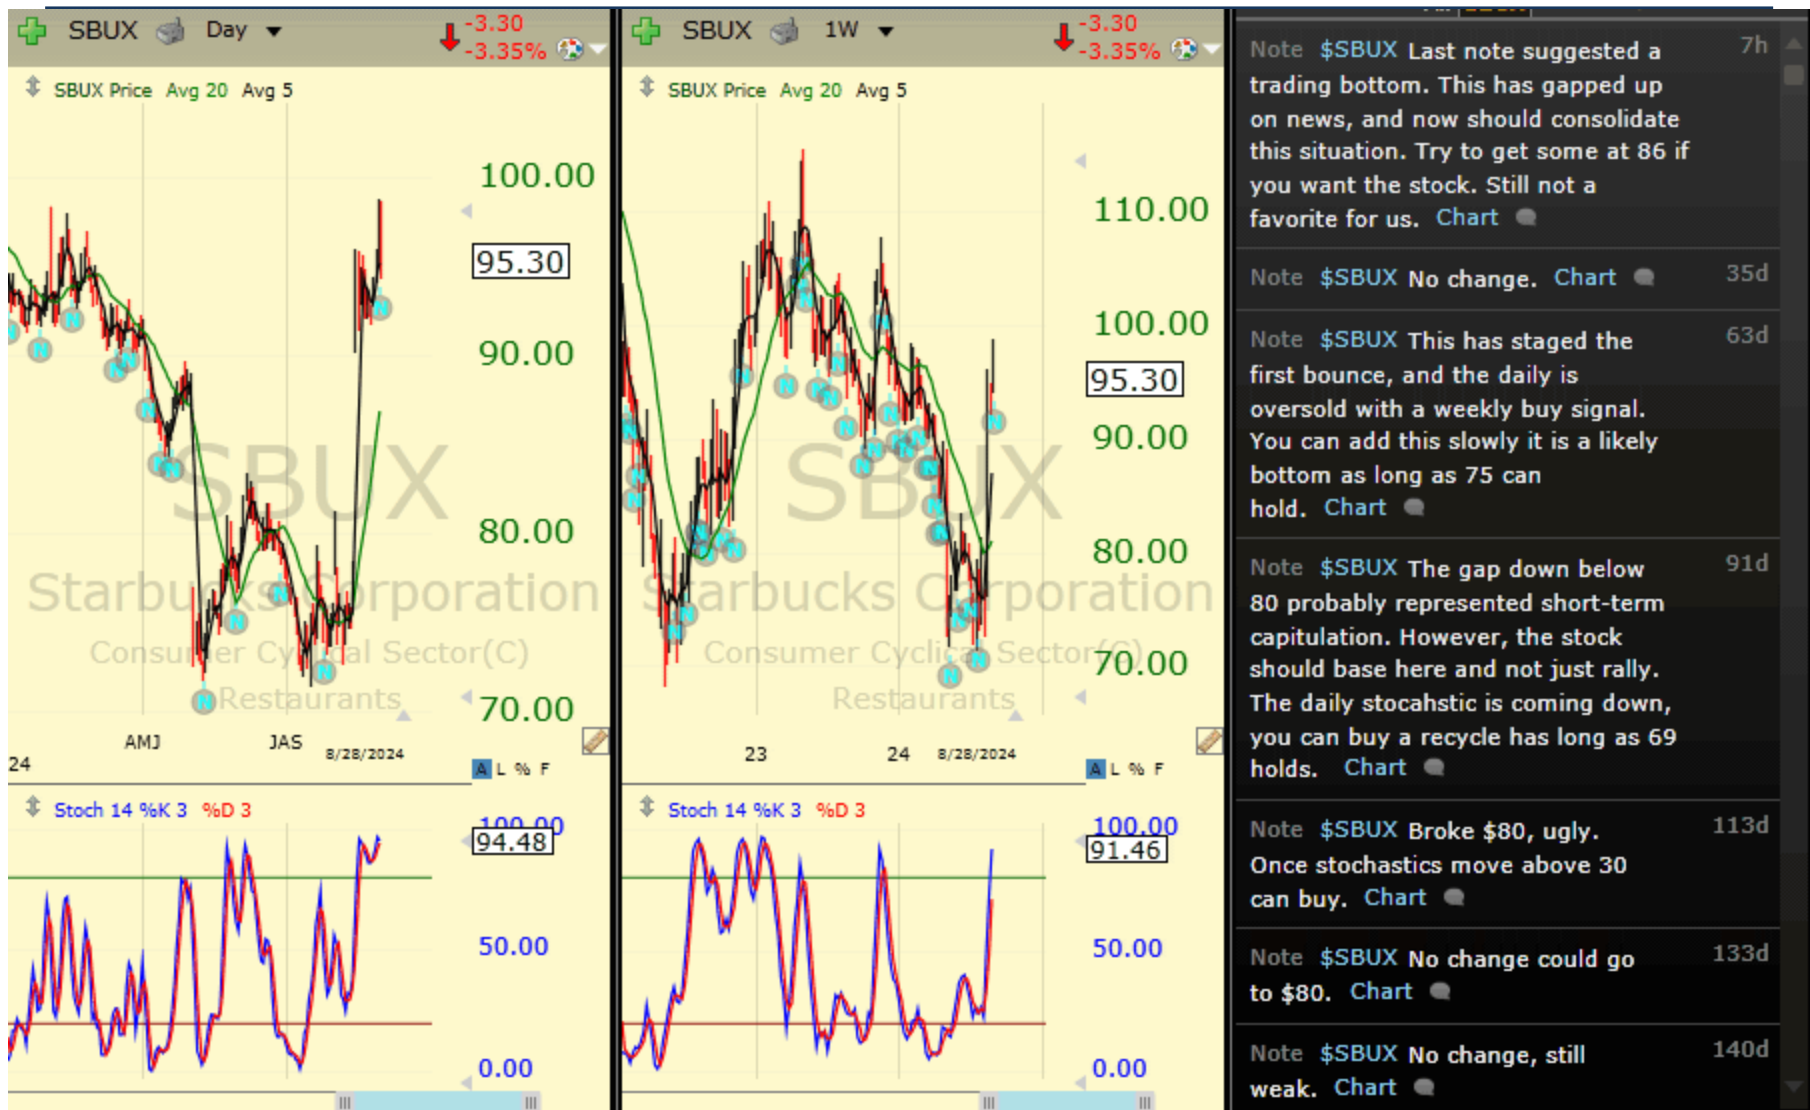 SBUX Day
-3.30
-3.35%
SBUX Price Avg 20 Avg 5
100.00
95.30
90.00
80.00
70.00
SBUX
Starbucks Corporation
Consumer Cyclical Sector(C)
Restaurants
24 AMJ JAS 8/28/2024
A L % F
Stoch 14 %K 3 %D 3
100.00
94.48
50.00
0.00
SBUX 1W
-3.30
-3.35%
SBUX Price Avg 20 Avg 5
110.00
100.00
95.30
90.00
80.00
70.00
SBUX
Starbucks Corporation
Consumer Cyclical Sector(C)
Restaurants
23 24 8/28/2024
A L % F
Stoch 14 %K 3 %D 3
100.00
91.46
50.00
0.00
Note $SBUX Last note suggested a 7h
trading bottom. This has gapped up
on news, and now should consolidate
this situation. Try to get some at 86 if
you want the stock. Still not a
favorite for us. Chart
Note $SBUX No change. Chart 35d
Note $SBUX This has staged the 63d
first bounce, and the daily is
oversold with a weekly buy signal.
You can add this slowly it is a likely
bottom as long as 75 can
hold. Chart
Note $SBUX The gap down below 91d
80 probably represented short-term
capitulation. However, the stock
should base here and not just rally.
The daily stocahstic is coming down,
you can buy a recycle has long as 69
holds. Chart
Note $SBUX Broke $80, ugly. 113d
Once stochastics move above 30
can buy. Chart
Note $SBUX No change could go 133d
to $80. Chart
Note $SBUX No change, still 140d
weak. Chart